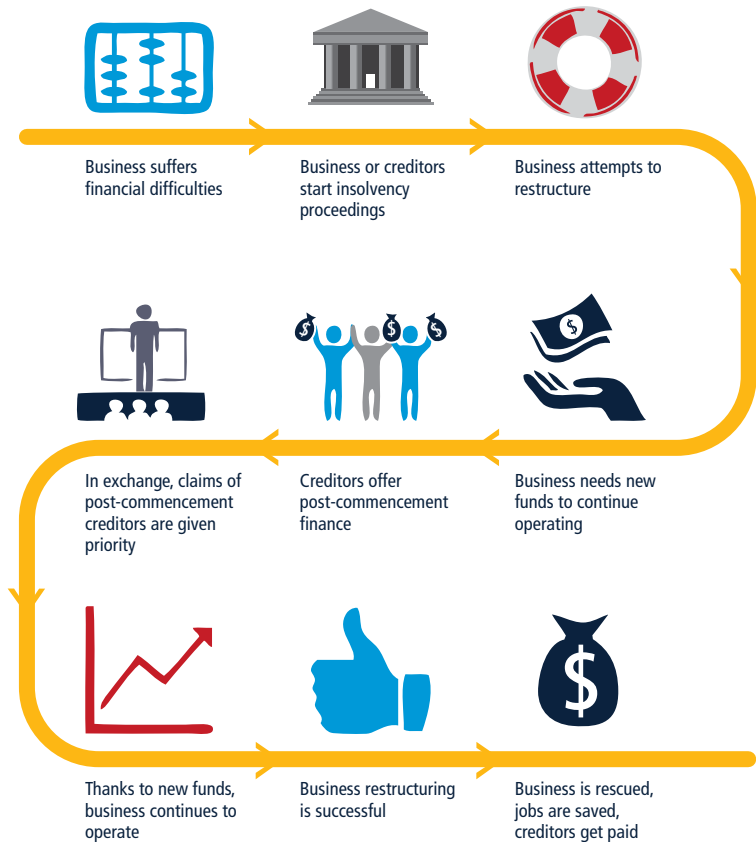 Business suffers
financial difficulties
Business or creditors
start insolvency
proceedings
Business attempts to
restructure
$
$
$
$
In exchange, claims of
post-commencement
creditors are given
priority
Creditors offer
post-commencement
finance
Business needs new
funds to continue
operating
$
Thanks to new funds,
business continues to
operate
Business restructuring
is successful
Business is rescued,
jobs are saved,
creditors get paid